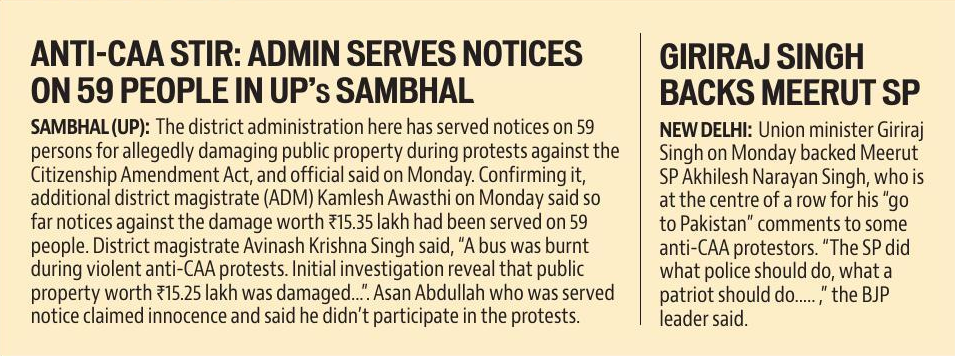 ANTI-CAA STIR: ADMIN SERVES NOTICES
ON 59 PEOPLE IN UP's SAMBHAL
SAMBHAL (UP): The district administration here has served notices on 59
persons for allegedly damaging public property during protests against the
Citizenship Amendment Act, and official said on Monday. Confirming it,
additional district magistrate (ADM) Kamlesh Awasthi on Monday said so
far notices against the damage worth ₹15.35 lakh had been served on 59
people. District magistrate Avinash Krishna Singh said, “A bus was burnt
during violent anti-CAA protests. Initial investigation reveal that public
property worth ₹15.25 lakh was damaged...”. Asan Abdullah who was served
notice claimed innocence and said he didn’t participate in the protests.
GIRIRAJ SINGH
BACKS MEERUT SP
NEW DELHI: Union minister Giriraj
Singh on Monday backed Meerut
SP Akhilesh Narayan Singh, who is
at the centre of a row for his “go
to Pakistan” comments to some
anti-CAA protestors. “The SP did
what police should do, what a
patriot should do..... ,” the BJP
leader said.